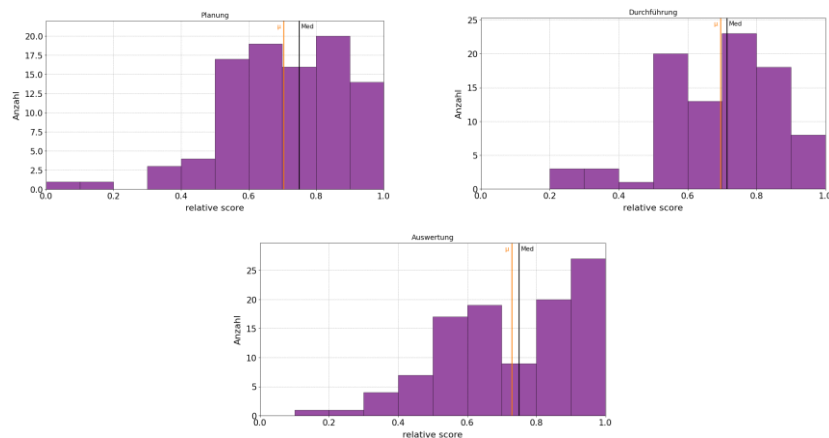 Planung
μ
Med
20.0
17.5
15.0
12.5
10.0
7.5
5.0
2.5
0.0
Anzahl
0.0 0.2 0.4 0.6 0.8 1.0
relative score
Durchführung
μ
Med
25
20
15
10
5
0
Anzahl
0.0 0.2 0.4 0.6 0.8 1.0
relative score
Auswertung
μ
Med
25
20
15
10
5
0
Anzahl
0.0 0.2 0.4 0.6 0.8 1.0
relative score